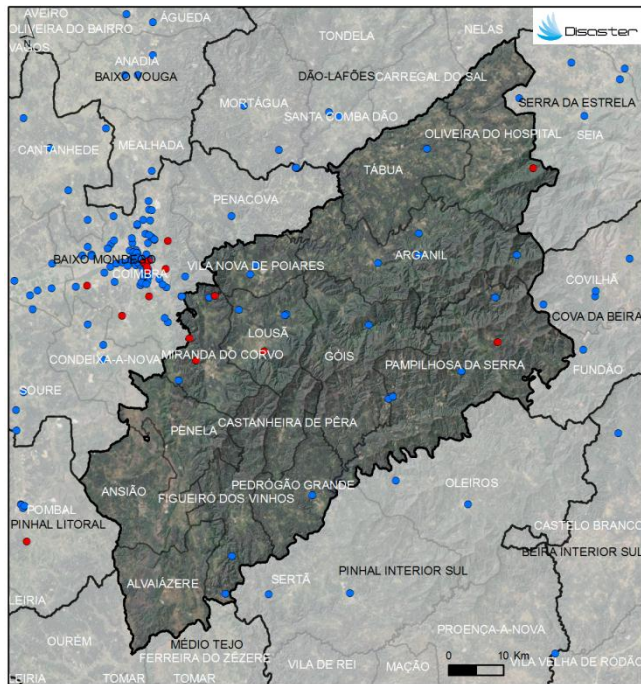 AVEIRO
ÁGUEDA
OLIVEIRA DO BAIRRO
VAGOS
ANADIA
BAIXO VOUGA
Disaster
NELAS
TONDELA
DÃO-LAFÕES
CARREGAL DO SAL
MORTÁGUA
SANTA COMBA DÃO
SERRA DA ESTRELA
SEIA
OLIVEIRA DO HOSPITAL
CANTANHEDE
MEALHADA
TÁBUA
PENACOVA
ARGANIL
BAIXO MONDEGO
COIMBRA
VILA NOVA DE POIARES
COVILHÃ
COVA DA BEIRA
LOUSÃ
CONDEIXA-A-NOVA
MIRANDA DO CORVO
GÓIS
PAMPILHOSA DA SERRA
FUNDÃO
SOURE
PENELA
CASTANHEIRA DE PÊRA
ANSIÃO
PEDRÓGÃO GRANDE
FIGUEIRÓ DOS VINHOS
OLEIROS
POMBAL
PINHAL LITORAL
CASTELO BRANCO
BEIRA INTERIOR SUL
ALVAIÁZERE
SERTÃ
PINHAL INTERIOR SUL
LEIRIA
PROENÇA-A-NOVA
OURÉM
MÉDIO TEJO
FERREIRA DO ZÊZERE
0 10 Km
VILA DE REI
MAÇÃO
VILA VELHA DE RÓDÃO
LEIRIA
TOMAR
TOMAR